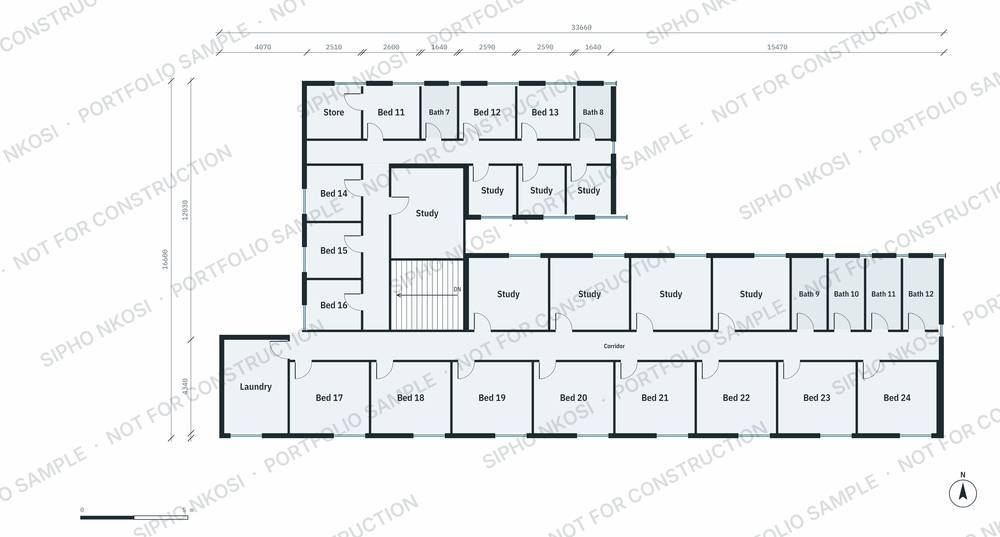 33660
4070 2510 2600 1640 2590 2590 1640 15470
Store Bed 11 Bath 7 Bed 12 Bed 13 Bath 8
Bed 14 Study Study Study Study
12030
Bed 15
16600
DN
Bed 16 Study Study Study Study Bath 9 Bath 10 Bath 11 Bath 12
Corridor
4340
Laundry Bed 17 Bed 18 Bed 19 Bed 20 Bed 21 Bed 22 Bed 23 Bed 24
N
0 5 m
SIPHO NKOSI · PORTFOLIO SAMPLE · NOT FOR CONSTRUCTION